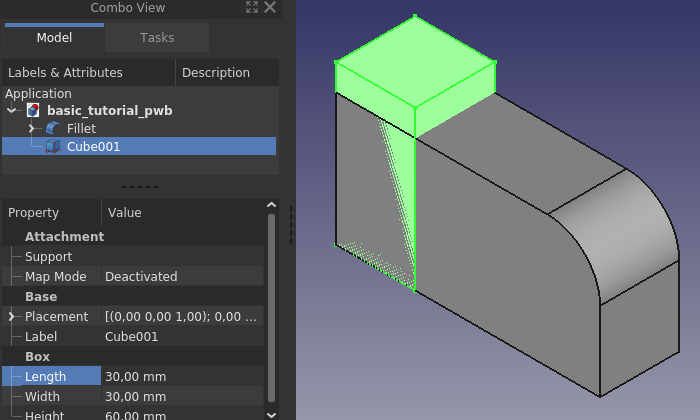 Combo View
Model Tasks
Labels & Attributes Description
Application
basic_tutorial_pwb
Fillet
Cube001
Property Value
Attachment
Support
Map Mode Deactivated
Base
Placement [(0,00 0,00 1,00); 0,00 ...
Label Cube001
Box
Length 30,00 mm
Width 30,00 mm
Height 60,00 mm